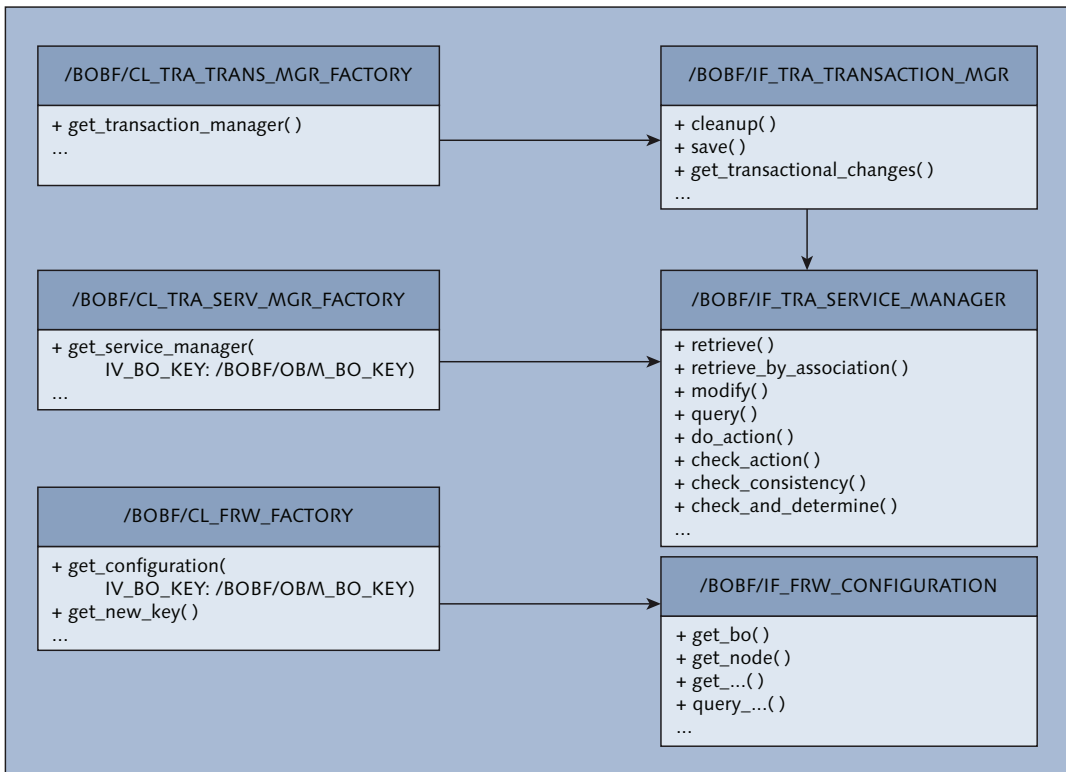 /BOBF/CL_TRA_TRANS_MGR_FACTORY
+ get_transaction_manager( )
...
/BOBF/IF_TRA_TRANSACTION_MGR
+ cleanup( )
+ save( )
+ get_transactional_changes( )
...
/BOBF/CL_TRA_SERV_MGR_FACTORY
+ get_service_manager(
IV_BO_KEY: /BOBF/OBM_BO_KEY)
...
/BOBF/IF_TRA_SERVICE_MANAGER
+ retrieve( )
+ retrieve_by_association( )
+ modify( )
+ query( )
+ do_action( )
+ check_action( )
+ check_consistency( )
+ check_and_determine( )
...
/BOBF/CL_FRW_FACTORY
+ get_configuration(
IV_BO_KEY: /BOBF/OBM_BO_KEY)
+ get_new_key( )
...
/BOBF/IF_FRW_CONFIGURATION
+ get_bo( )
+ get_node( )
+ get_...( )
+ query_...( )
...